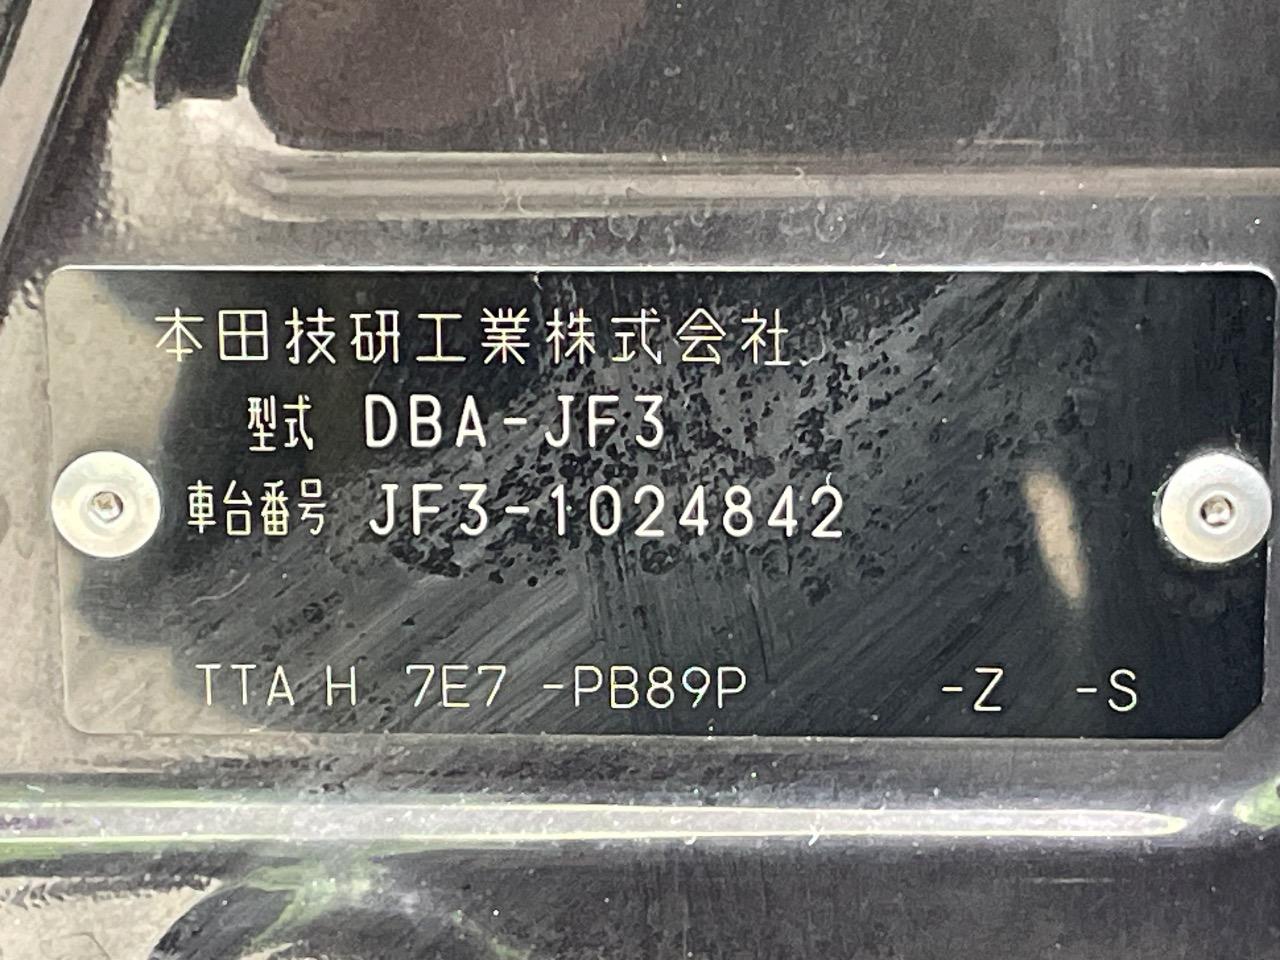 本田技研工業株式会社
型式 DBA-JF3
車台番号 JF3-1024842
TTA H 7E7 -PB89P -Z -S